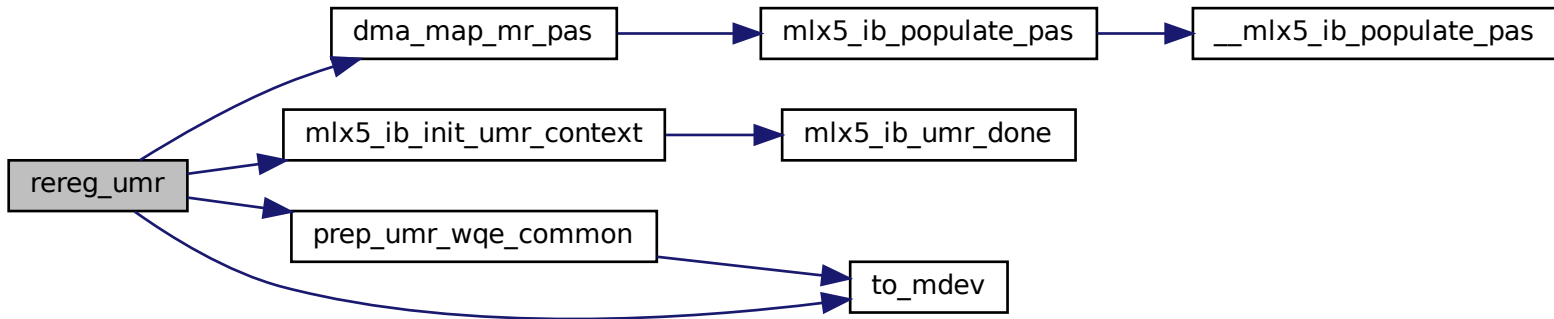 dma_map_mr_pas
mlx5_ib_populate_pas
__mlx5_ib_populate_pas
mlx5_ib_init_umr_context
mlx5_ib_umr_done
rereg_umr
prep_umr_wqe_common
to_mdev